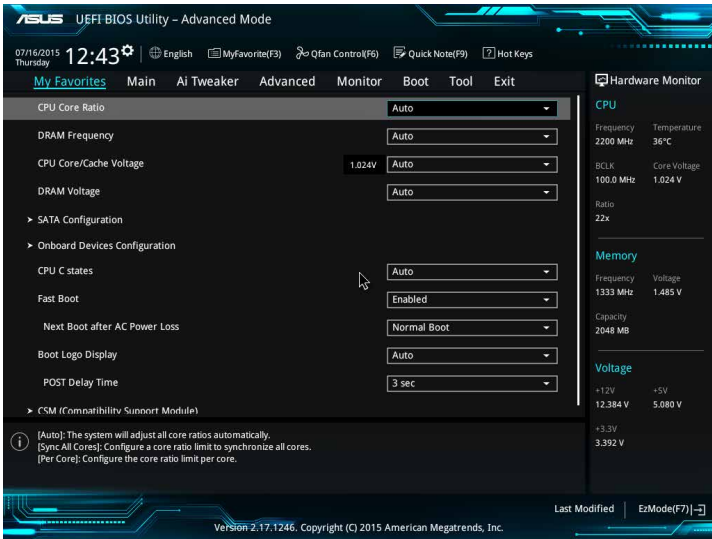 ASUS UEFI BIOS Utility – Advanced Mode
07/16/2015 Thursday 12:43 English MyFavorite(F3) Qfan Control(F6) Quick Note(F9) ? Hot Keys
My Favorites Main Ai Tweaker Advanced Monitor Boot Tool Exit
CPU Core Ratio Auto
DRAM Frequency Auto
CPU Core/Cache Voltage 1.024V Auto
DRAM Voltage Auto
> SATA Configuration
> Onboard Devices Configuration
CPU C states Auto
Fast Boot Enabled
Next Boot after AC Power Loss Normal Boot
Boot Logo Display Auto
POST Delay Time 3 sec
> CSM (Compatibility Support Module)
[Auto]: The system will adjust all core ratios automatically.
[Sync All Cores]: Configure a core ratio limit to synchronize all cores.
[Per Core]: Configure the core ratio limit per core.
Hardware Monitor
CPU
Frequency Temperature
2200 MHz 36°C
BCLK Core Voltage
100.0 MHz 1.024 V
Ratio
22x
Memory
Frequency Voltage
1333 MHz 1.485 V
Capacity
2048 MB
Voltage
+12V +5V
12.384 V 5.080 V
+3.3V
3.392 V
Last Modified EzMode(F7)
Version 2.17.1246. Copyright (C) 2015 American Megatrends, Inc.